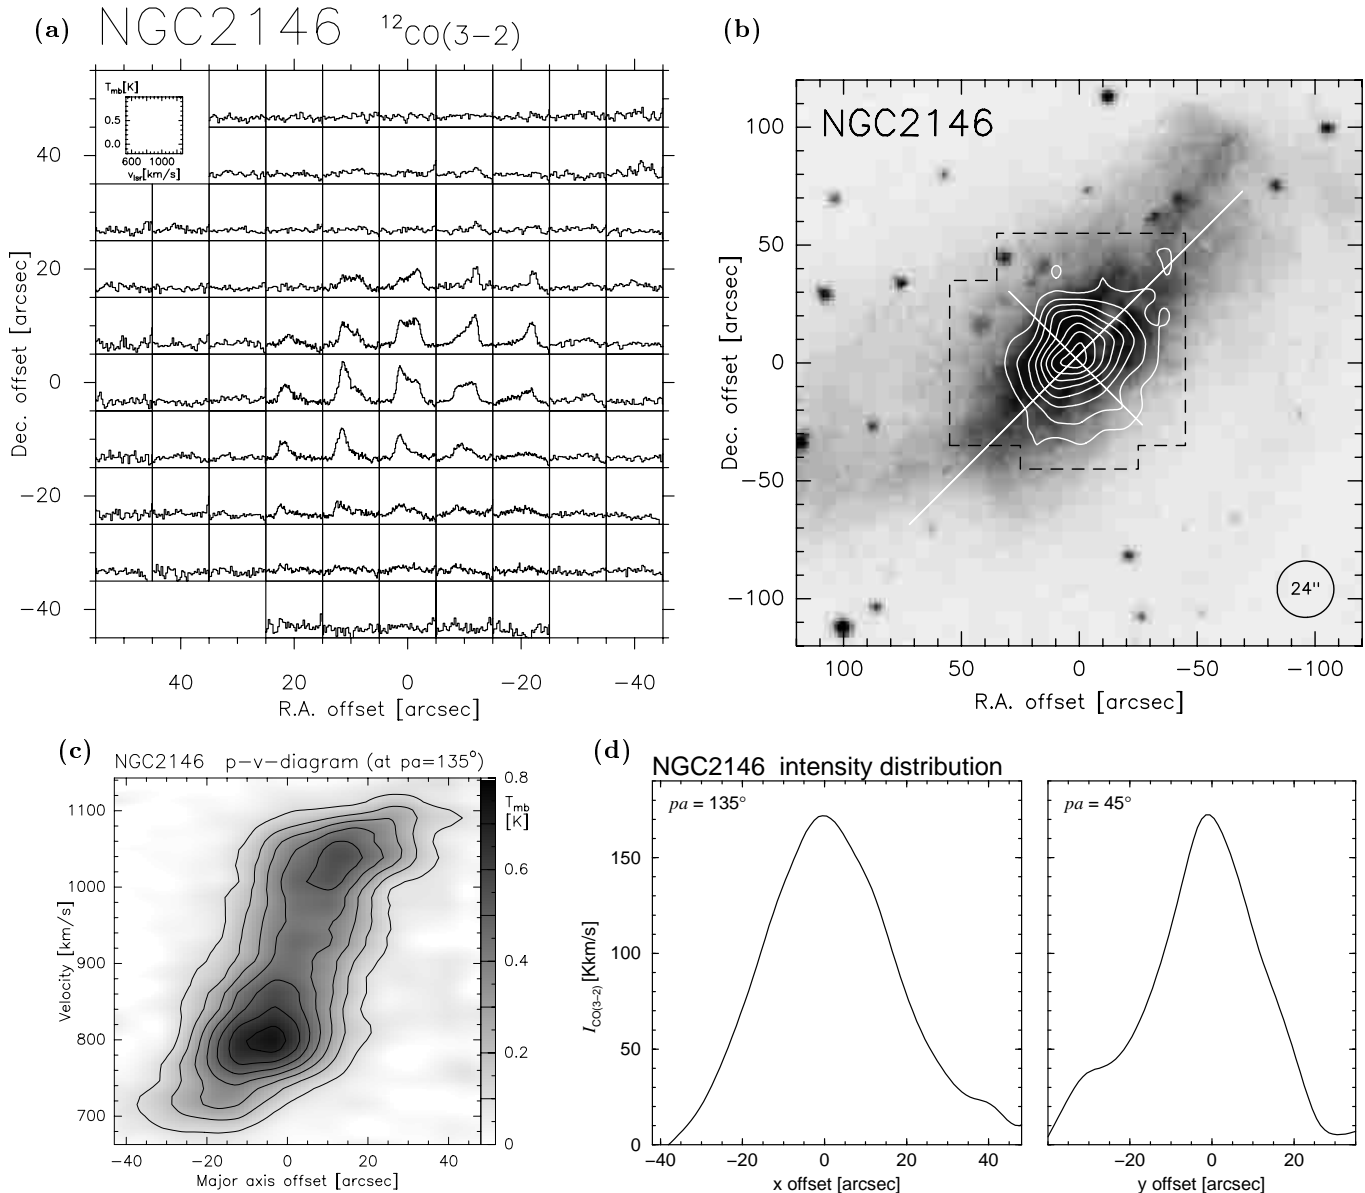 (a) NGC2146 ¹²CO(3−2)
T_mb[K]
0.5
0.0
600 1000
v_lsr[km/s]
40
20
0
−20
−40
Dec. offset [arcsec]
40 20 0 −20 −40
R.A. offset [arcsec]
(b)
NGC2146
100
50
0
−50
−100
Dec. offset [arcsec]
24"
100 50 0 −50 −100
R.A. offset [arcsec]
(c)
NGC2146 p−v−diagram (at pa=135°)
1100
1000
900
800
700
Velocity [km/s]
−40 −20 0 20 40
Major axis offset [arcsec]
0.8
T_mb
[K]
0.6
0.4
0.2
0
(d)
NGC2146 intensity distribution
pa = 135°
150
100
50
0
I_CO(3−2) [Kkm/s]
−40 −20 0 20 40
x offset [arcsec]
pa = 45°
−20 0 20
y offset [arcsec]